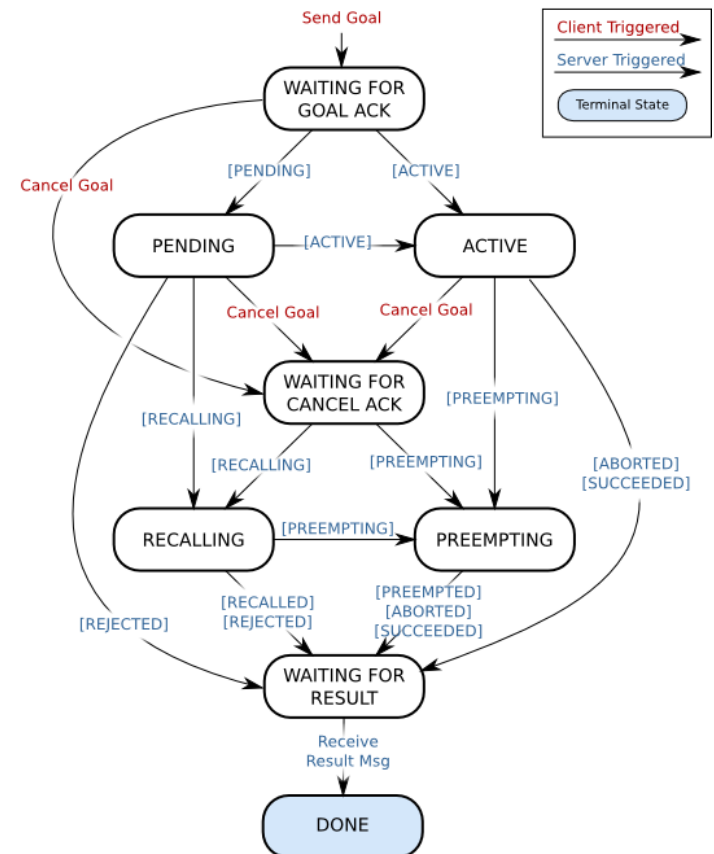 Send Goal
Client Triggered
Server Triggered
Terminal State
WAITING FOR
GOAL ACK
[PENDING]
[ACTIVE]
Cancel Goal
PENDING
[ACTIVE]
ACTIVE
Cancel Goal
Cancel Goal
WAITING FOR
CANCEL ACK
[PREEMPTING]
[RECALLING]
[RECALLING]
[PREEMPTING]
[ABORTED]
[SUCCEEDED]
RECALLING
[PREEMPTING]
PREEMPTING
[RECALLED]
[REJECTED]
[PREEMPTED]
[ABORTED]
[SUCCEEDED]
[REJECTED]
WAITING FOR
RESULT
Receive
Result Msg
DONE